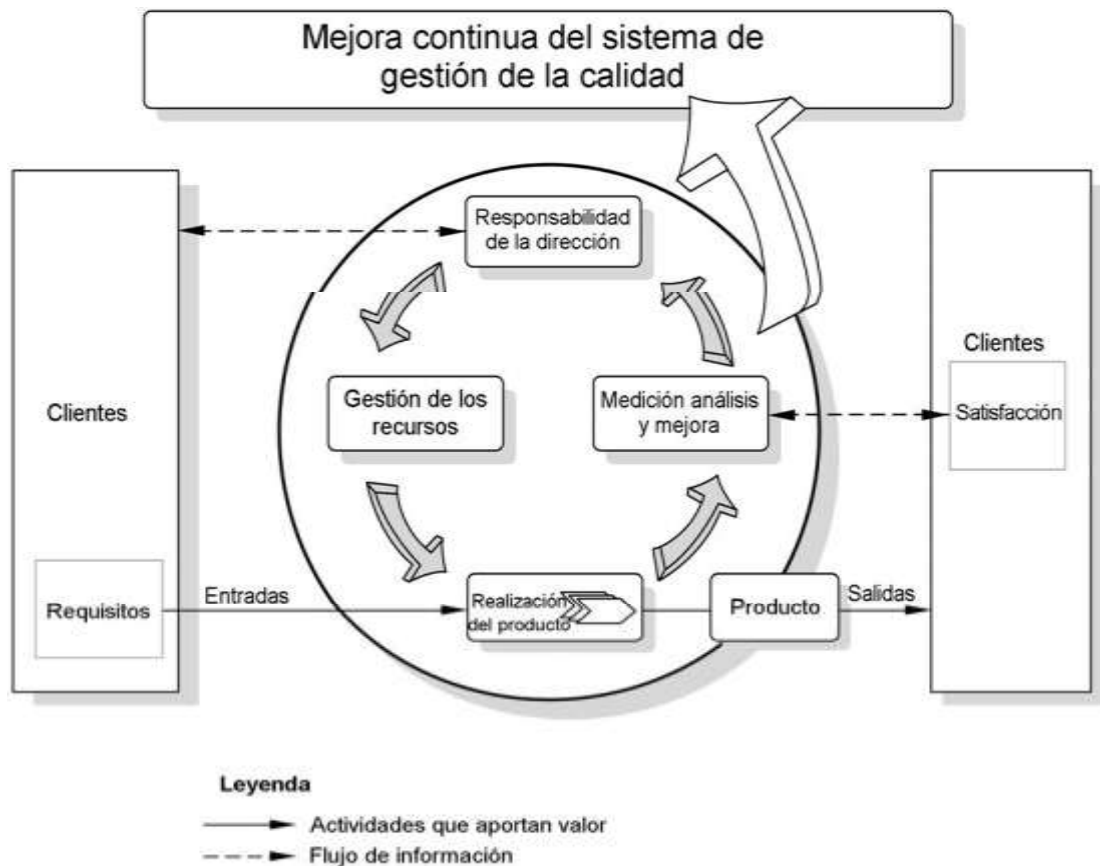 Mejora continua del sistema de
gestión de la calidad
Responsabilidad
de la dirección
Clientes
Gestión de los
recursos
Medición análisis
y mejora
Clientes
Satisfacción
Requisitos
Entradas
Realización
del producto
Producto
Salidas
Leyenda
Actividades que aportan valor
Flujo de información